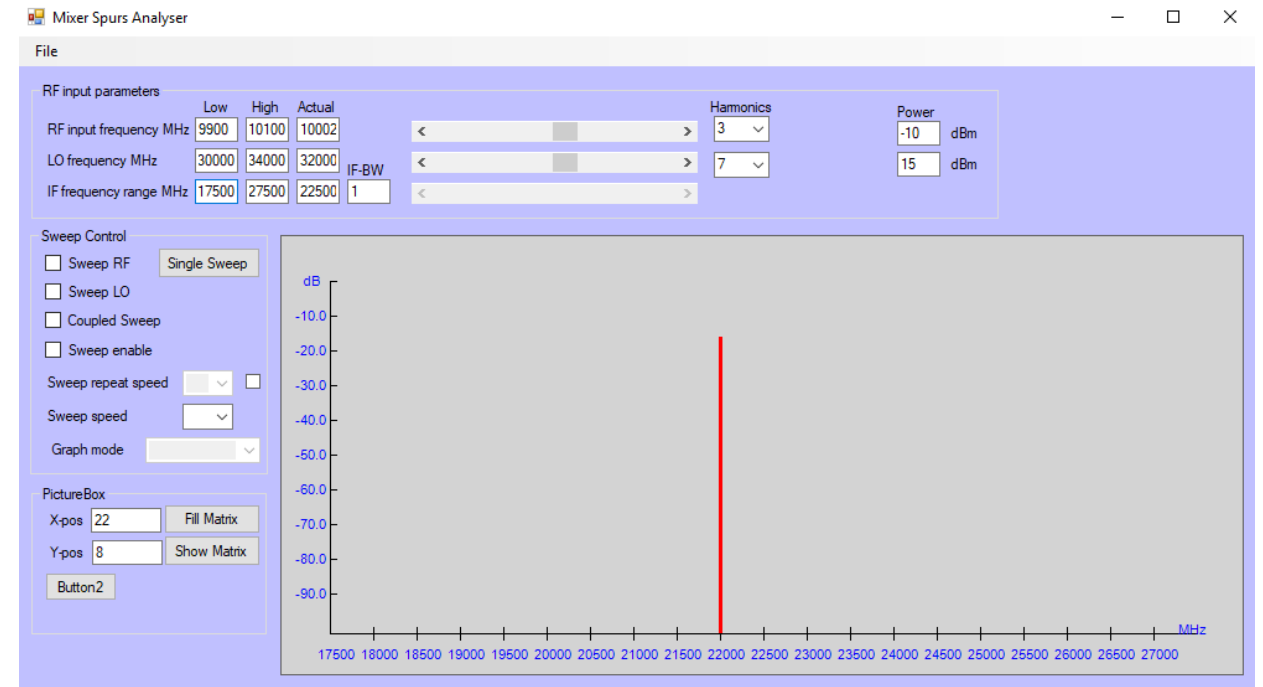 Mixer Spurs Analyser
File
RF input parameters
Low High Actual Harmonics Power
RF input frequency MHz 9900 10100 10002 3 -10 dBm
LO frequency MHz 30000 34000 32000 IF-BW 7 15 dBm
IF frequency range MHz 17500 27500 22500 1
Sweep Control
Sweep RF Single Sweep
Sweep LO
Coupled Sweep
Sweep enable
Sweep repeat speed
Sweep speed
Graph mode
PictureBox
X-pos 22 Fill Matrix
Y-pos 8 Show Matrix
Button2
dB
-10.0
-20.0
-30.0
-40.0
-50.0
-60.0
-70.0
-80.0
-90.0
MHz
17500 18000 18500 19000 19500 20000 20500 21000 21500 22000 22500 23000 23500 24000 24500 25000 25500 26000 26500 27000